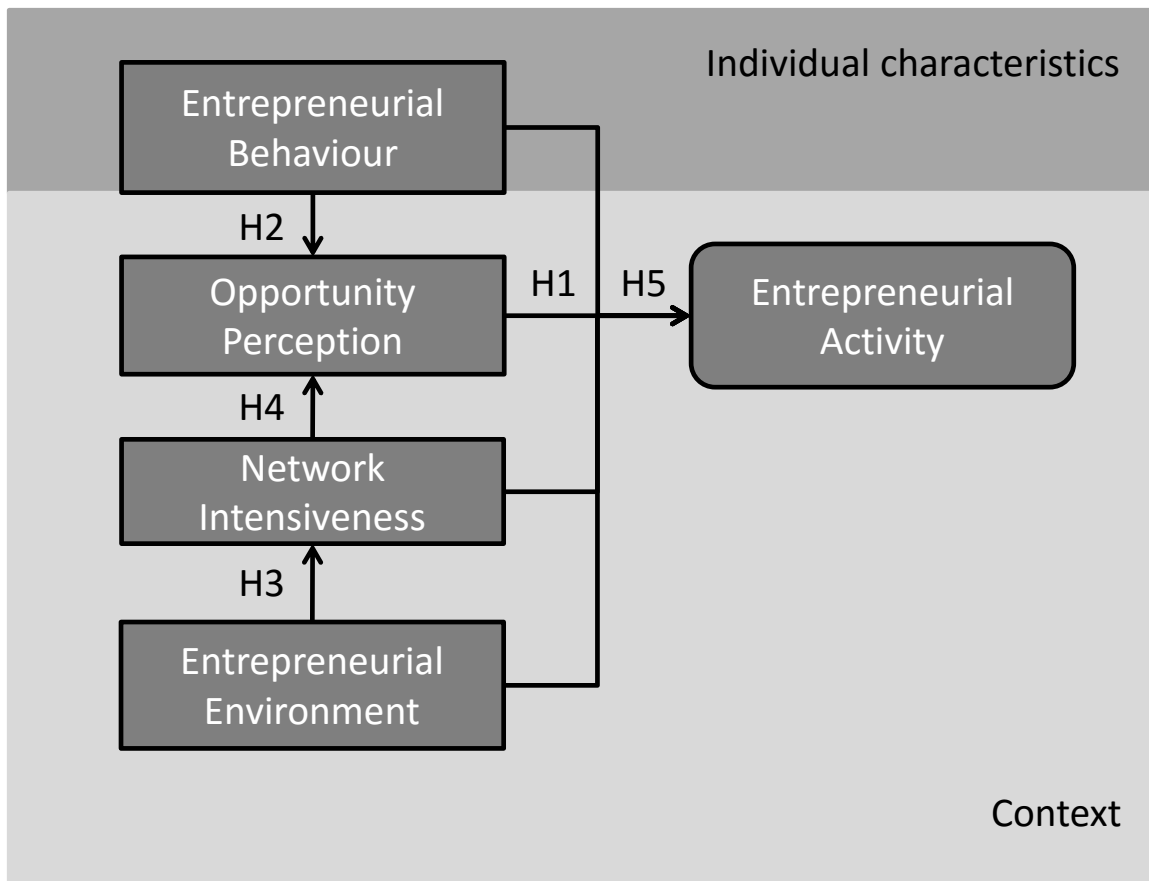 Individual characteristics
Entrepreneurial
Behaviour
H2
Opportunity
Perception
H1
H5
Entrepreneurial
Activity
H4
Network
Intensiveness
H3
Entrepreneurial
Environment
Context